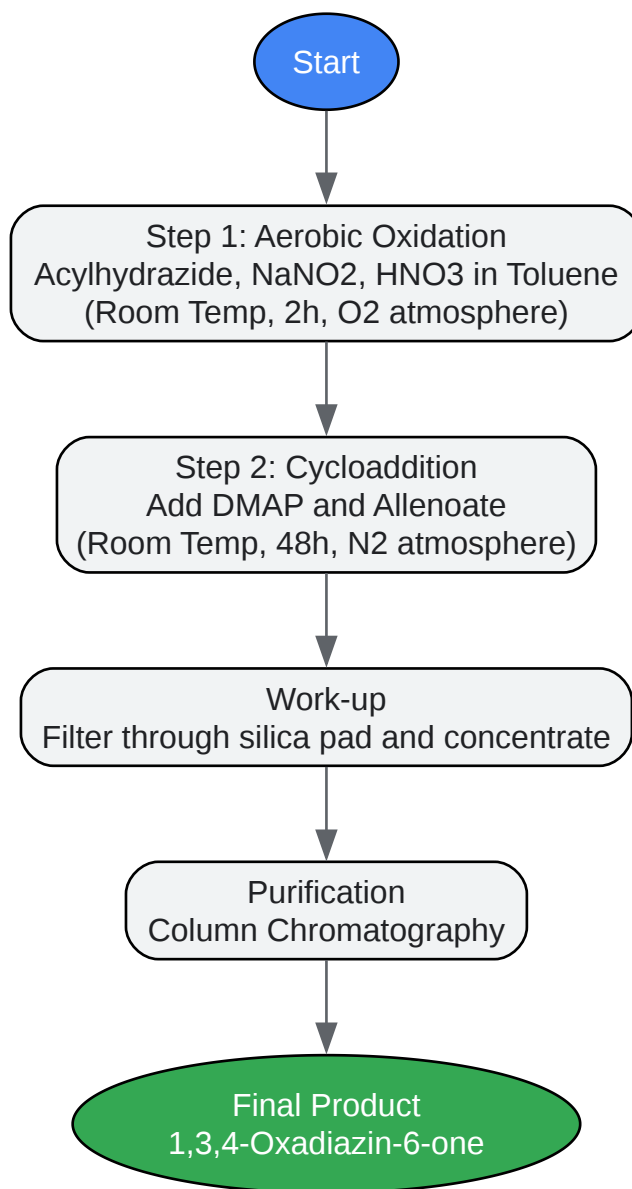 Start
Step 1: Aerobic Oxidation
Acylhydrazide, NaNO2, HNO3 in Toluene
(Room Temp, 2h, O2 atmosphere)
Step 2: Cycloaddition
Add DMAP and Allenoate
(Room Temp, 48h, N2 atmosphere)
Work-up
Filter through silica pad and concentrate
Purification
Column Chromatography
Final Product
1,3,4-Oxadiazin-6-one